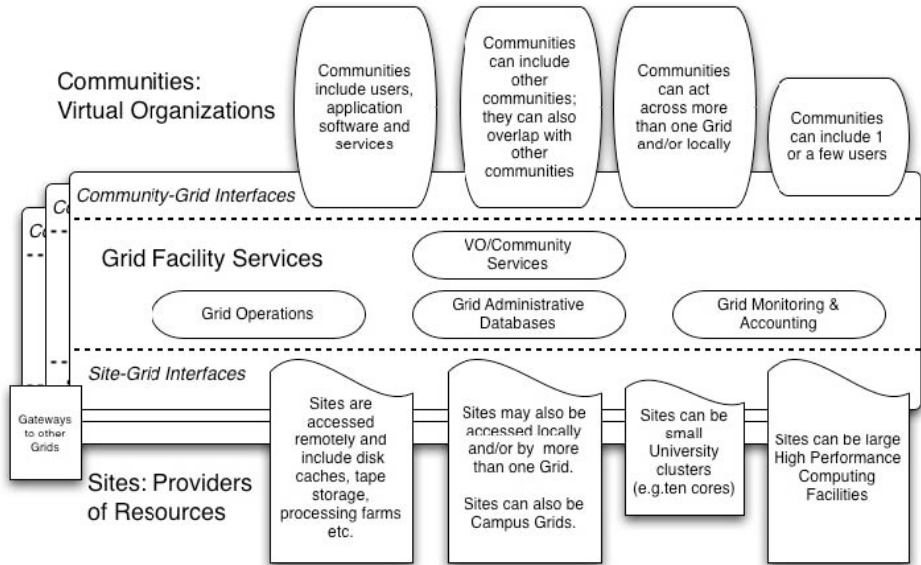 Communities:
Virtual Organizations
Communities
include users,
application
software and
services
Communities
can include
other
communities;
they can also
overlap with
other
communities
Communities
can act
across more
than one Grid
and/or locally
Communities
can include 1
or a few users
Community-Grid Interfaces
Co
Co
Grid Facility Services
VO/Community
Services
Grid Operations
Grid Administrative
Databases
Grid Monitoring &
Accounting
Site-Grid Interfaces
Gateways
to other
Grids
Sites: Providers
of Resources
Sites are
accessed
remotely and
include disk
caches, tape
storage,
processing farms
etc.
Sites may also be
accessed locally
and/or by more
than one Grid.
Sites can also be
Campus Grids.
Sites can be
small
University
clusters
(e.g.ten cores)
Sites can be large
High Performance
Computing
Facilities